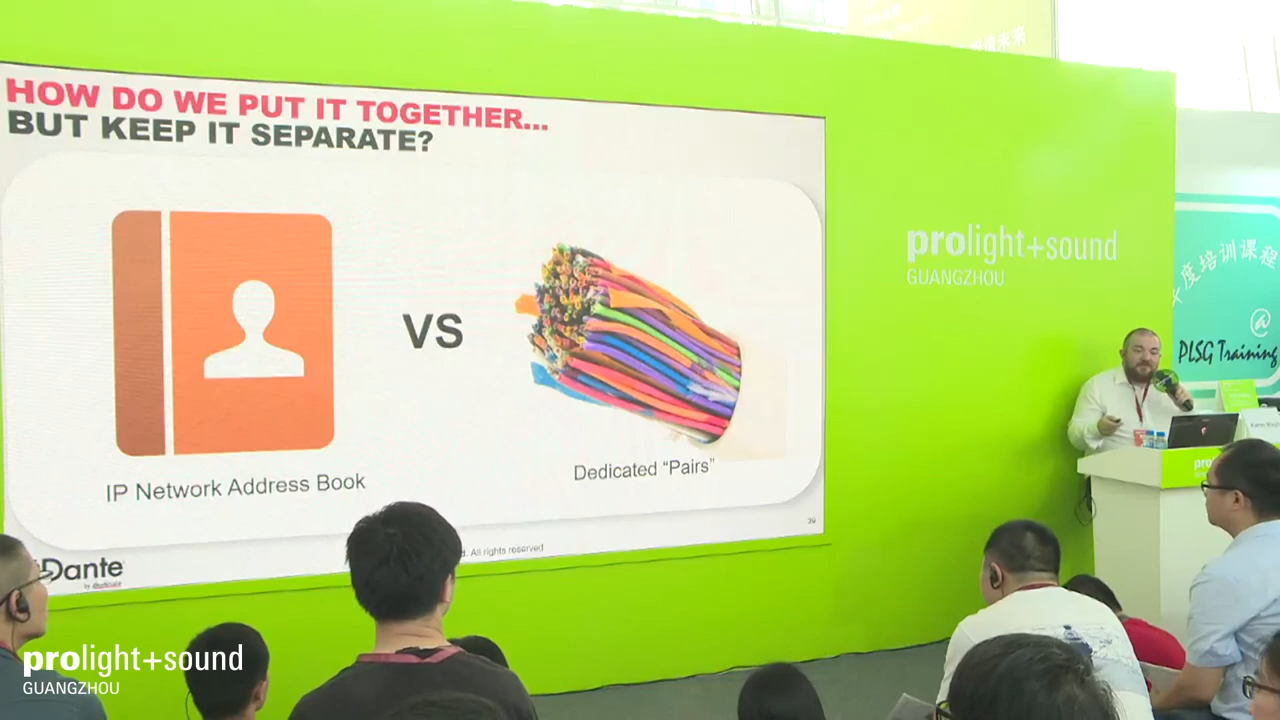 HOW DO WE PUT IT TOGETHER...
BUT KEEP IT SEPARATE?
VS
IP Network Address Book
Dedicated “Pairs”
39
All rights reserved
Dante
prolight+sound
GUANGZHOU
度培训课程
@
PLSG Training
prolight+sound
GUANGZHOU